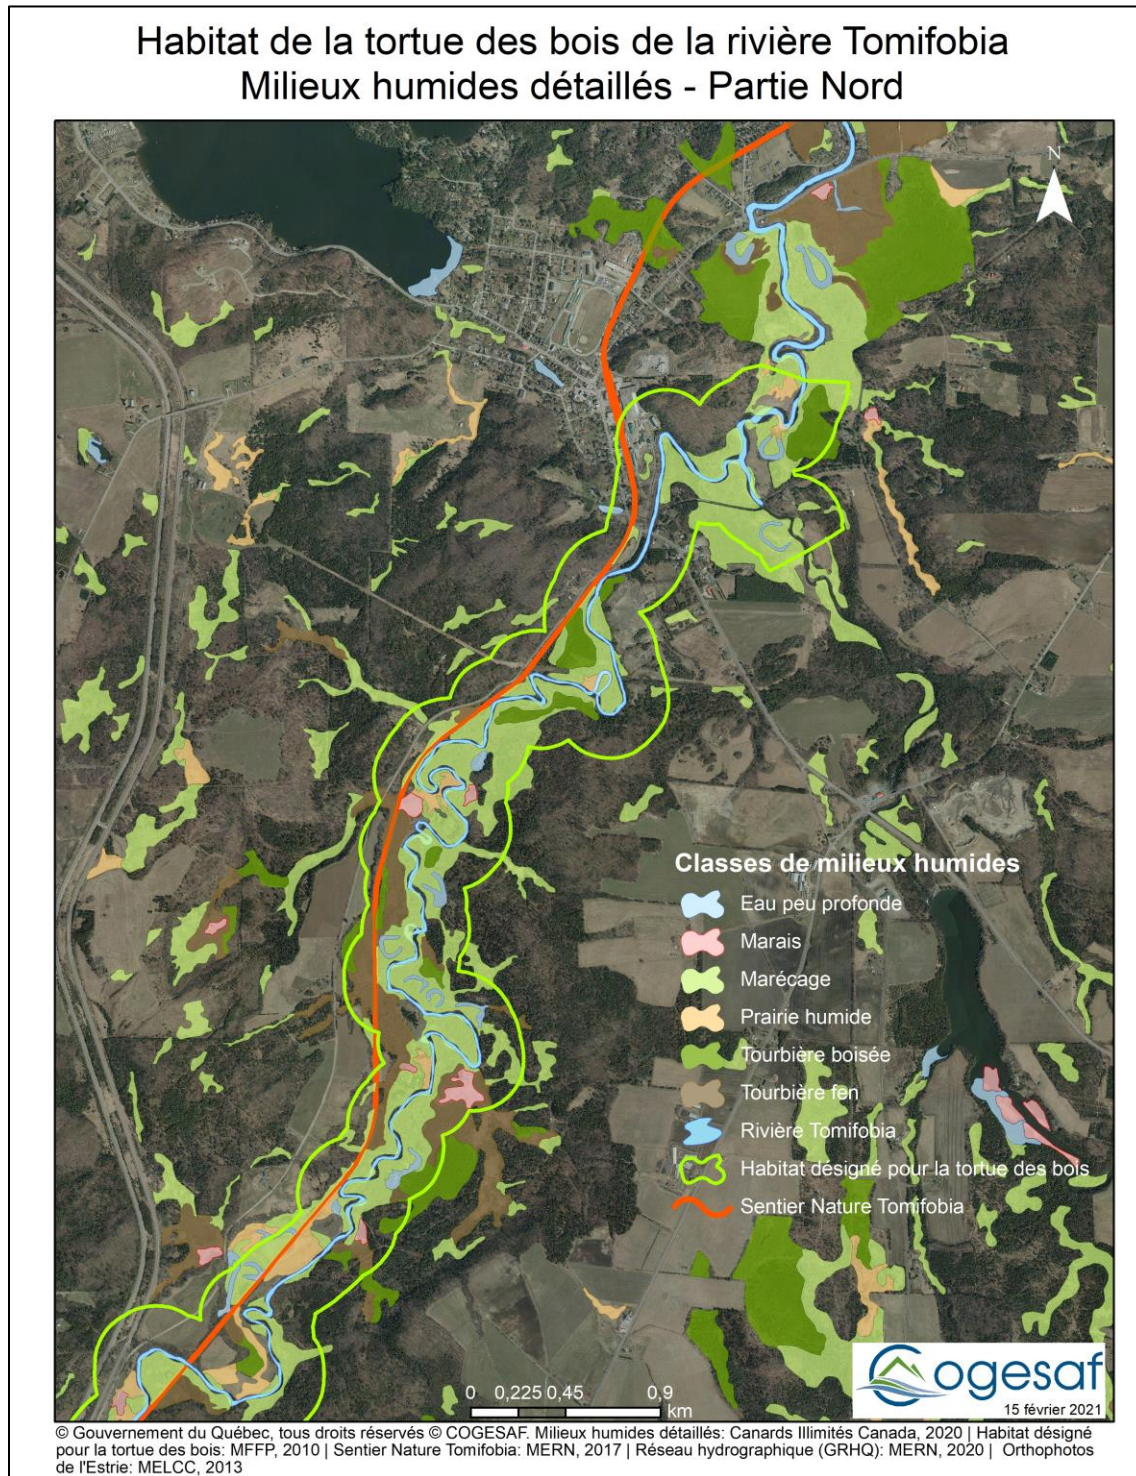 Habitat de la tortue des bois de la rivière Tomifobia
Milieux humides détaillés - Partie Nord
N
Classes de milieux humides
Eau peu profonde
Marais
Marécage
Prairie humide
Tourbière boisée
Tourbière fen
Rivière Tomifobia
Habitat désigné pour la tortue des bois
Sentier Nature Tomifobia
0 0,225 0,45 0,9
km
Cogesaf
15 février 2021
© Gouvernement du Québec, tous droits réservés © COGESAF. Milieux humides détaillés: Canards Illimités Canada, 2020 | Habitat désigné
pour la tortue des bois: MFFP, 2010 | Sentier Nature Tomifobia: MERN, 2017 | Réseau hydrographique (GRHQ): MERN, 2020 | Orthophotos
de l'Estrie: MELCC, 2013